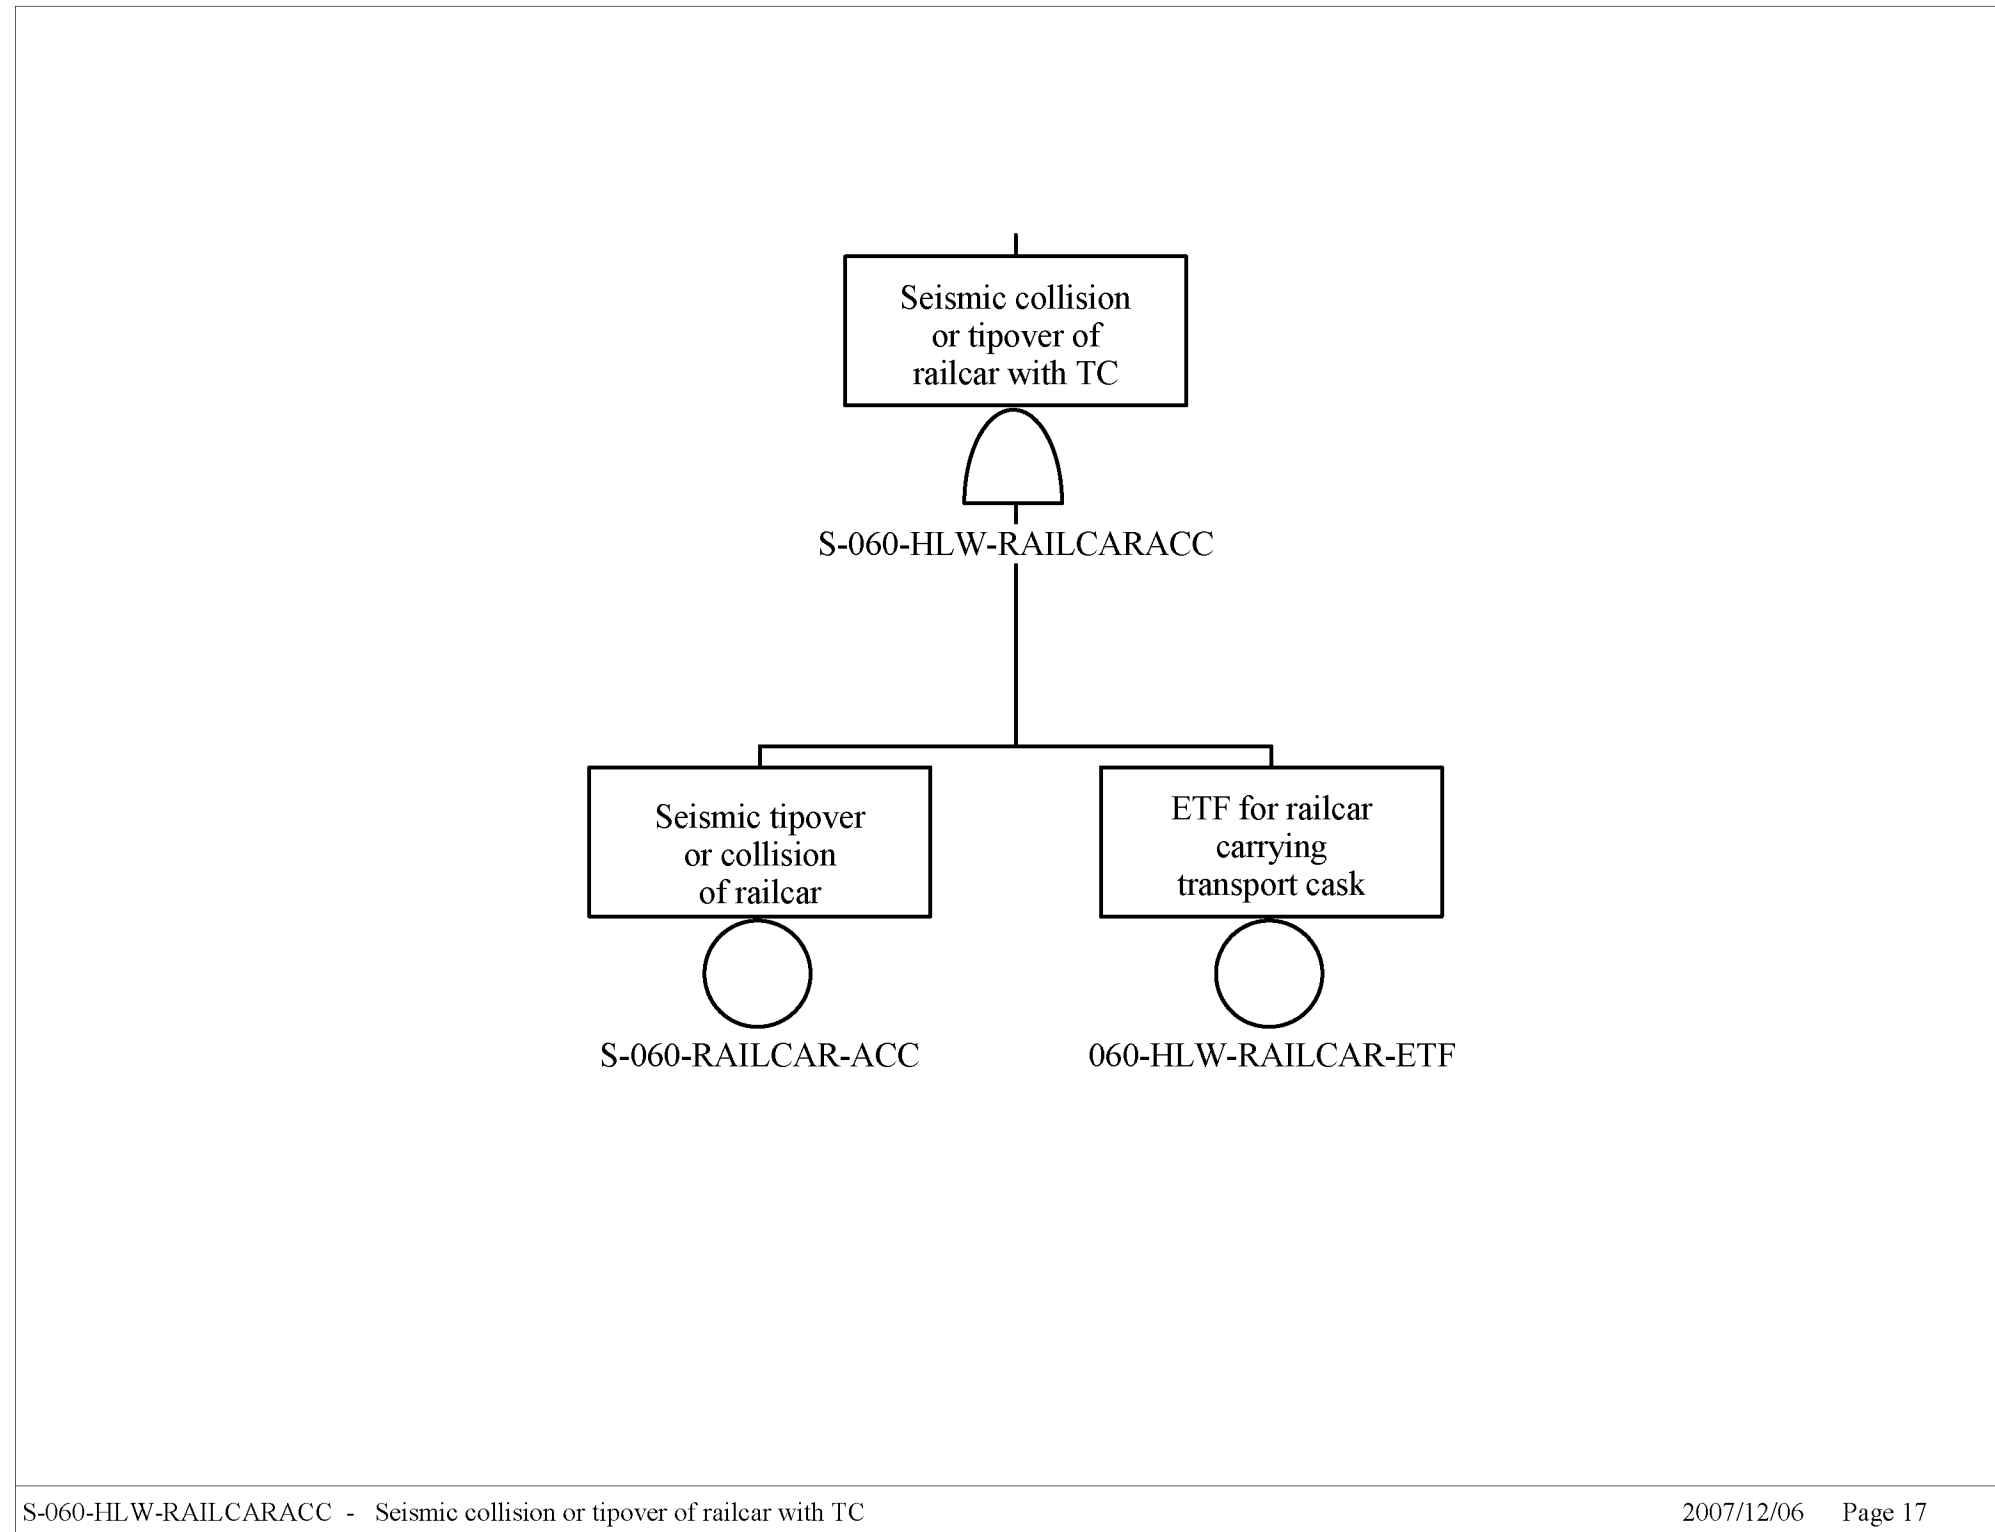 Seismic collision
or tipover of
railcar with TC
S-060-HLW-RAILCARACC
Seismic tipover
or collision
of railcar
S-060-RAILCAR-ACC
ETF for railcar
carrying
transport cask
060-HLW-RAILCAR-ETF
S-060-HLW-RAILCARACC - Seismic collision or tipover of railcar with TC
2007/12/06 Page 17